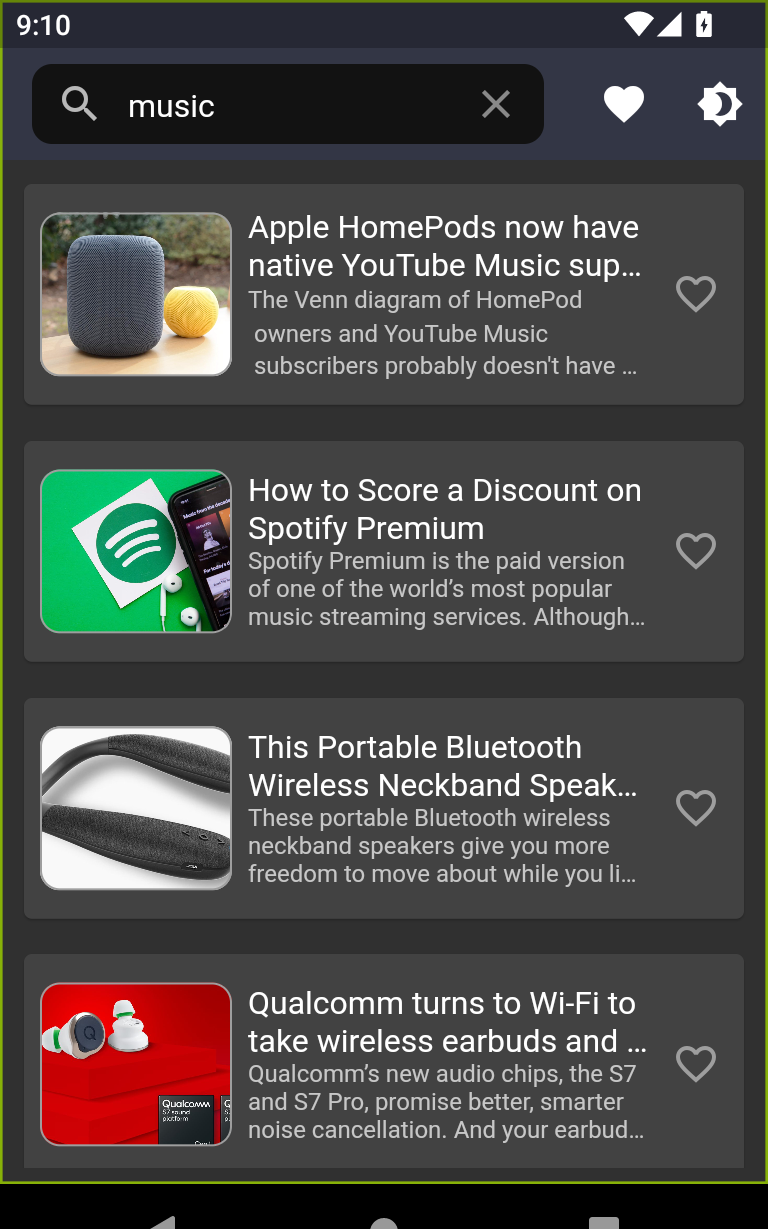 9:10
music
Apple HomePods now have
native YouTube Music sup…
The Venn diagram of HomePod
owners and YouTube Music
subscribers probably doesn't have …
How to Score a Discount on
Spotify Premium
Spotify Premium is the paid version
of one of the world’s most popular
music streaming services. Although…
This Portable Bluetooth
Wireless Neckband Speak…
These portable Bluetooth wireless
neckband speakers give you more
freedom to move about while you li…
Qualcomm turns to Wi-Fi to
take wireless earbuds and …
Qualcomm’s new audio chips, the S7
and S7 Pro, promise better, smarter
noise cancellation. And your earbud…
Qualcomm
S7 sound
platform